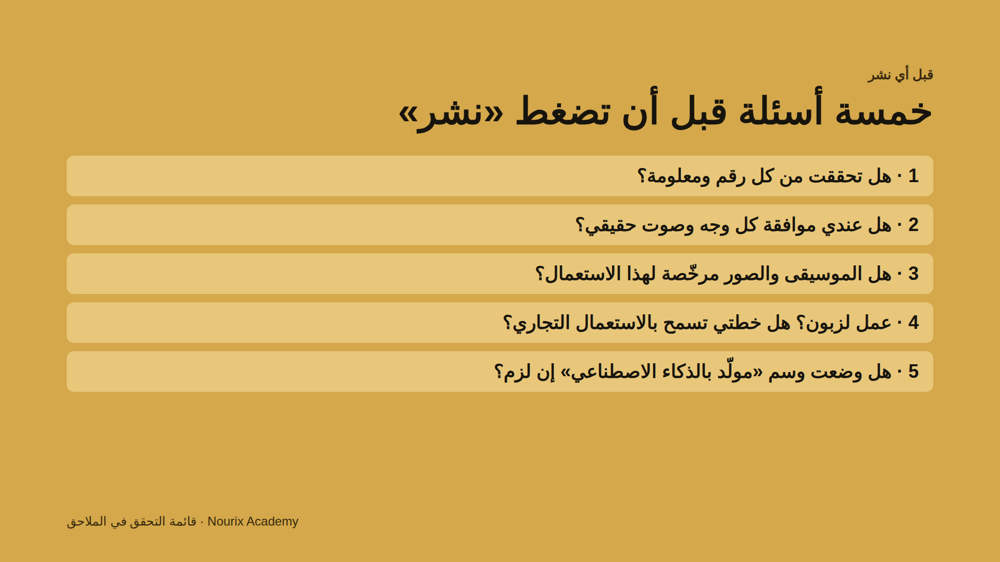 قبل أي نشر
خمسة أسئلة قبل أن تضغط «نشر»
1 · هل تحققت من كل رقم ومعلومة؟
2 · هل عندي موافقة كل وجه وصوت حقيقي؟
3 · هل الموسيقى والصور مرخّصة لهذا الاستعمال؟
4 · عمل لزبون؟ هل خطتي تسمح بالاستعمال التجاري؟
5 · هل وضعت وسم «مولّد بالذكاء الاصطناعي» إن لزم؟
Nourix Academy · قائمة التحقق في الملاحق